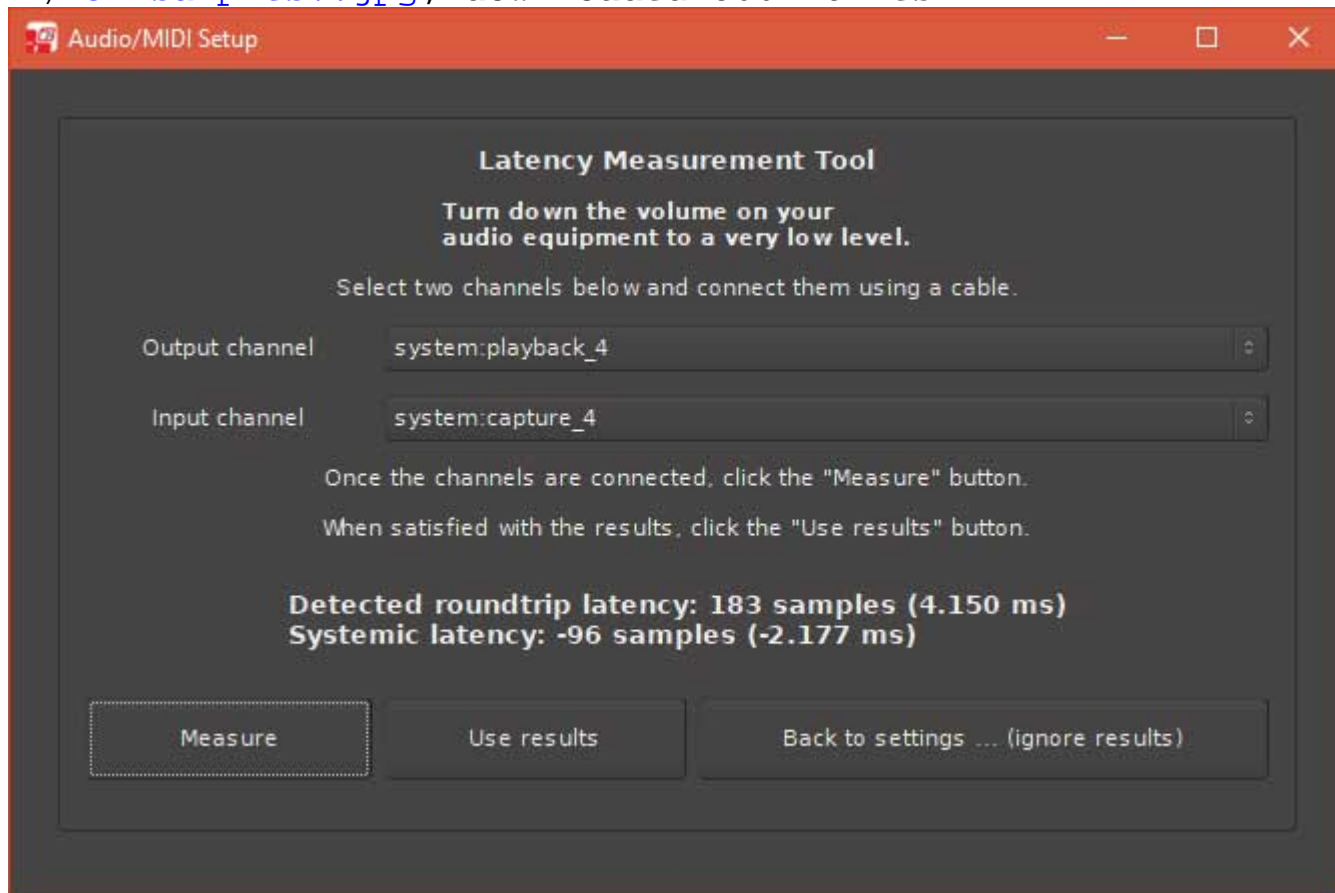 Audio/MIDI Setup
Latency Measurement Tool
Turn down the volume on your
audio equipment to a very low level.
Select two channels below and connect them using a cable.
Output channel system:playback_4
Input channel system:capture_4
Once the channels are connected, click the "Measure" button.
When satisfied with the results, click the "Use results" button.
Detected roundtrip latency: 183 samples (4.150 ms)
Systemic latency: -96 samples (-2.177 ms)
Measure Use results Back to settings ... (ignore results)